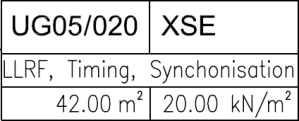 UG05/020 XSE
LLRF, Timing, Synchonisation
42.00 m² 20.00 kN/m²